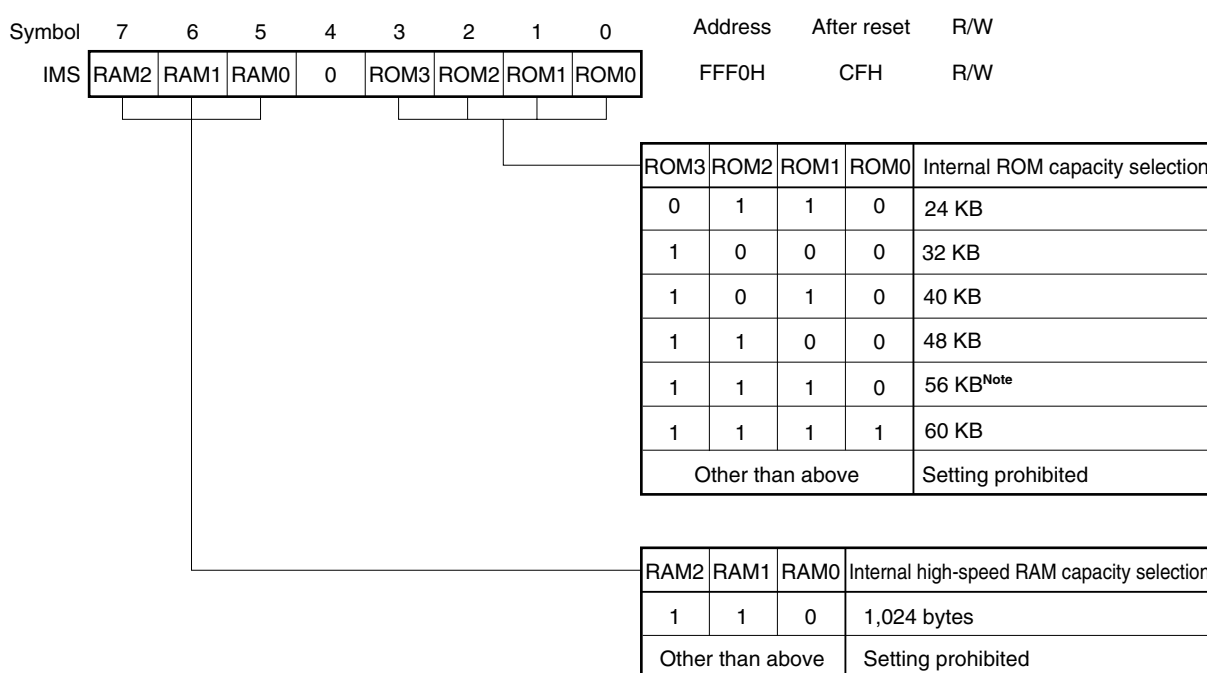 Symbol 7 6 5 4 3 2 1 0 Address After reset R/W
IMS RAM2 RAM1 RAM0 0 ROM3 ROM2 ROM1 ROM0 FFF0H CFH R/W
ROM3 ROM2 ROM1 ROM0 Internal ROM capacity selection
0 1 1 0 24 KB
1 0 0 0 32 KB
1 0 1 0 40 KB
1 1 0 0 48 KB
1 1 1 0 56 KBNote
1 1 1 1 60 KB
Other than above Setting prohibited
RAM2 RAM1 RAM0 Internal high-speed RAM capacity selection
1 1 0 1,024 bytes
Other than above Setting prohibited